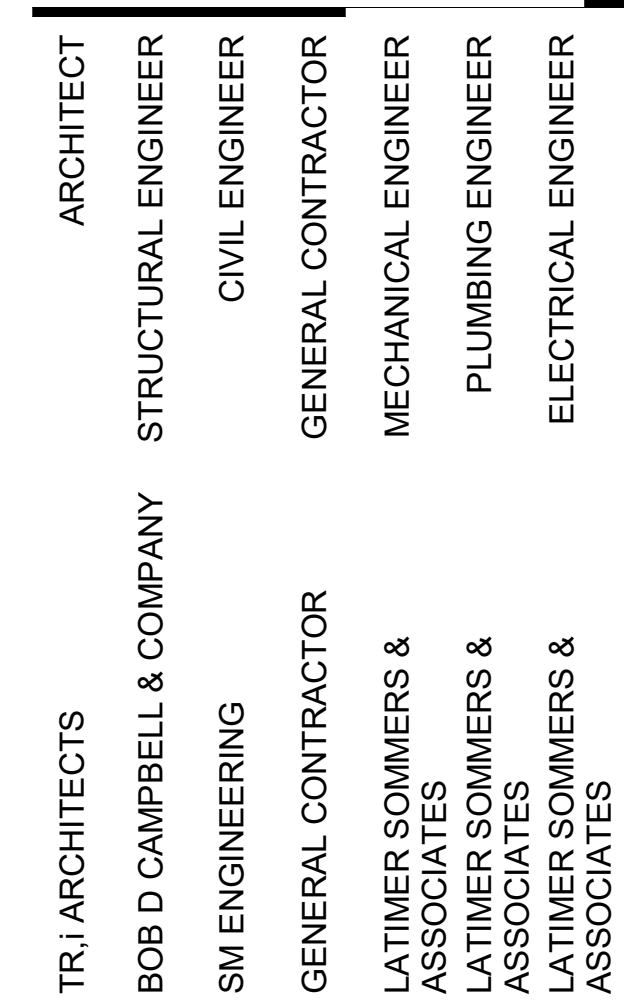 TR,i ARCHITECTS ARCHITECT
BOB D CAMPBELL & COMPANY STRUCTURAL ENGINEER
SM ENGINEERING CIVIL ENGINEER
GENERAL CONTRACTOR GENERAL CONTRACTOR
LATIMER SOMMERS & MECHANICAL ENGINEER
ASSOCIATES
LATIMER SOMMERS & PLUMBING ENGINEER
ASSOCIATES
LATIMER SOMMERS & ELECTRICAL ENGINEER
ASSOCIATES